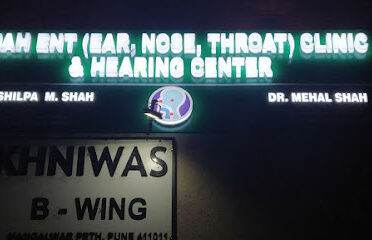 AH ENT (EAR, NOSE, THROAT) CLINIC
& HEARING CENTER
SHILPA M. SHAH
DR. MEHAL SHAH
KHNIWAS
B - WING
MANGALWAR PETH, PUNE 411011